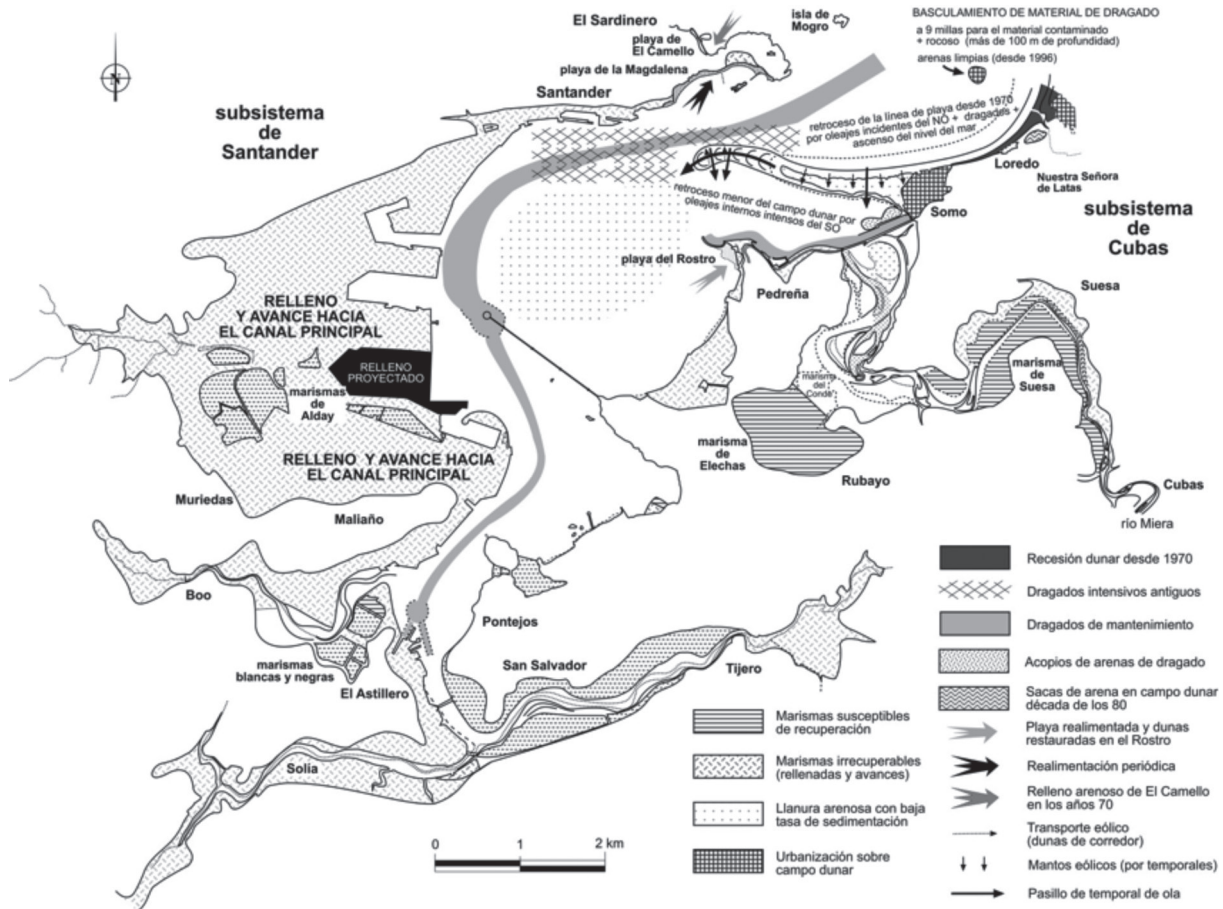 El Sardinero
playa de
El Camello
isla de
Mogro
BASCULAMIENTO DE MATERIAL DE DRAGADO
a 9 millas para el material contaminado
+ rocoso (más de 100 m de profundidad)
arenas limpias (desde 1996)
playa de la Magdalena
Santander
N
subsistema
de
Santander
retroceso de la línea de playa desde 1970
por oleajes incidentes del NO + dragados +
ascenso del nivel del mar
Loredo
Nuestra Señora
de Latas
retroceso menor del campo dunar por
oleajes internos intensos del SO
Somo
subsistema
de
Cubas
playa del Rostro
Pedreña
Suesa
RELLENO
Y AVANCE HACIA
EL CANAL PRINCIPAL
RELLENO
PROYECTADO
marismas
de
Alday
marisma
del
Conde
marisma
de
Suesa
marisma
de
Elechas
RELLENO Y AVANCE HACIA
EL CANAL PRINCIPAL
Rubayo
Cubas
río Miera
Muriedas
Maliaño
Boo
Pontejos
marismas
blancas y negras
El Astillero
San Salvador
Tijero
Solia
0 1 2 km
Marismas susceptibles
de recuperación
Marismas irrecuperables
(rellenadas y avances)
Llanura arenosa con baja
tasa de sedimentación
Urbanización sobre
campo dunar
Recesión dunar desde 1970
Dragados intensivos antiguos
Dragados de mantenimiento
Acopios de arenas de dragado
Sacas de arena en campo dunar
década de los 80
Playa realimentada y dunas
restauradas en el Rostro
Realimentación periódica
Relleno arenoso de El Camello
en los años 70
Transporte eólico
(dunas de corredor)
Mantos eólicos (por temporales)
Pasillo de temporal de ola